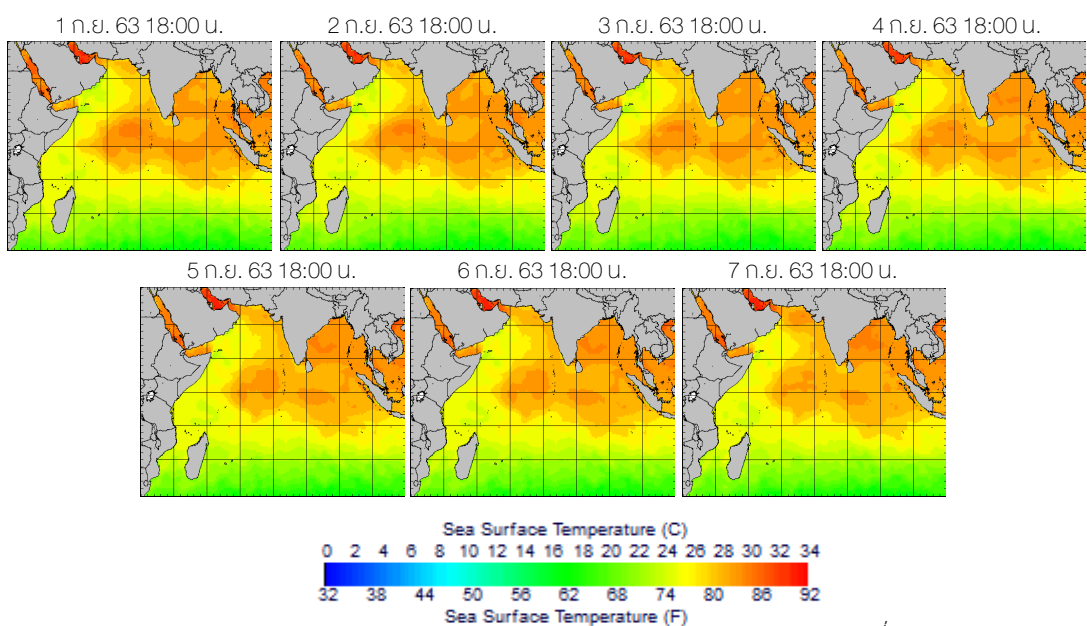 1 ก.ย. 63 18:00 น.
2 ก.ย. 63 18:00 น.
3 ก.ย. 63 18:00 น.
4 ก.ย. 63 18:00 น.
5 ก.ย. 63 18:00 น.
6 ก.ย. 63 18:00 น.
7 ก.ย. 63 18:00 น.
Sea Surface Temperature (C)
0 2 4 6 8 10 12 14 16 18 20 22 24 26 28 30 32 34
32 38 44 50 56 62 68 74 80 86 92
Sea Surface Temperature (F)